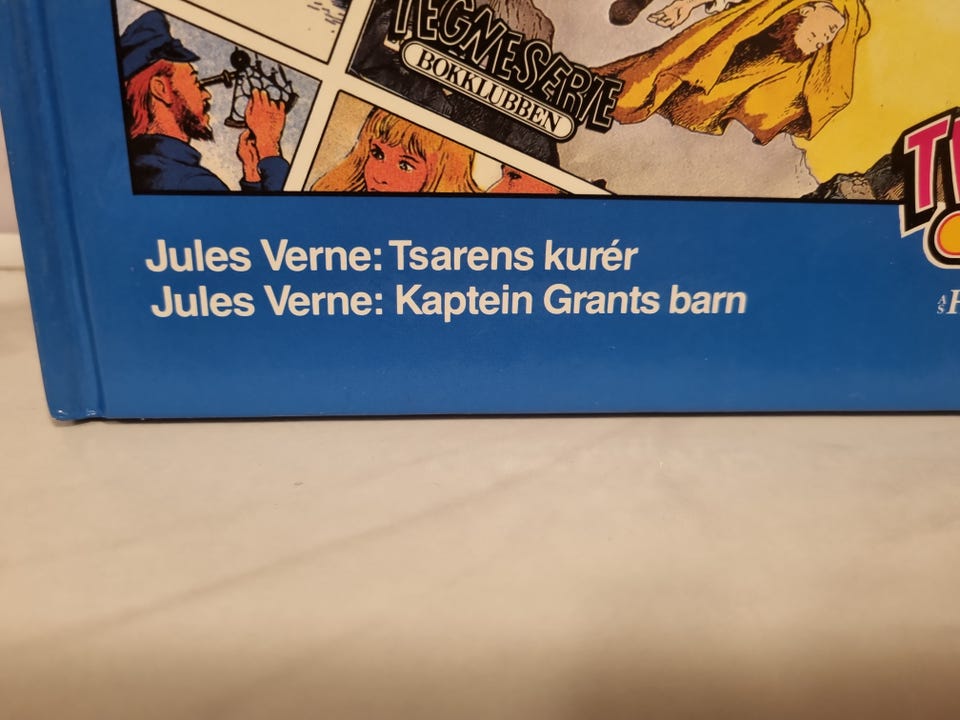 TEGNESERIE
BOKKLUBBEN
Jules Verne: Tsarens kurér
Jules Verne: Kaptein Grants barn